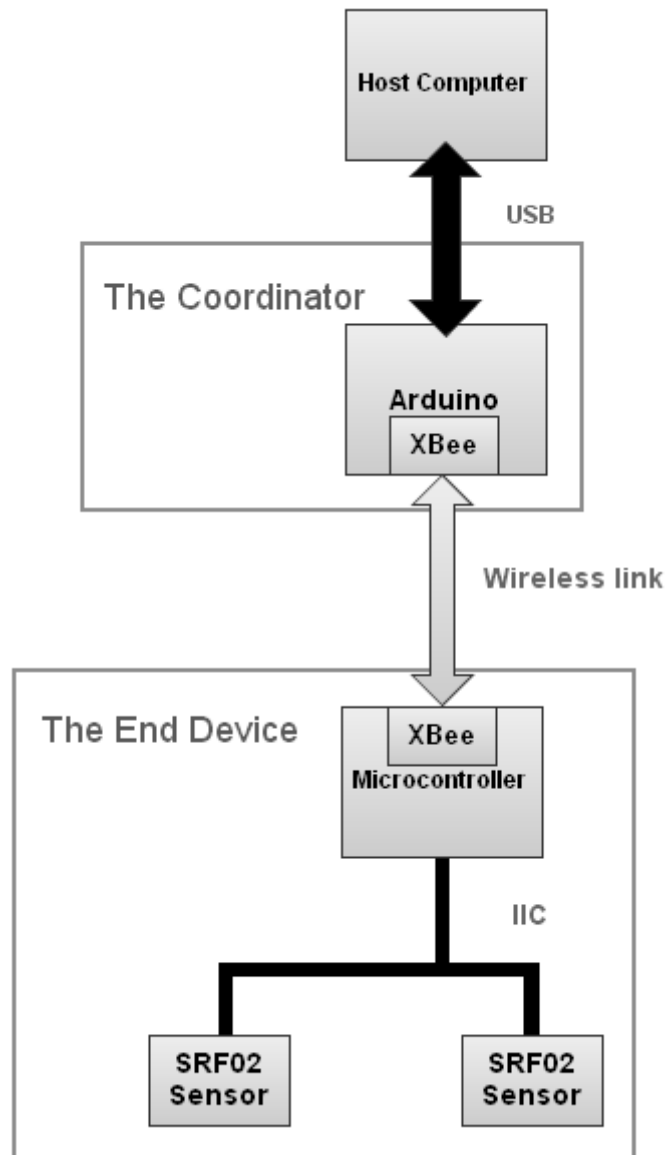 Host Computer
USB
The Coordinator
Arduino
XBee
Wireless link
The End Device
XBee
Microcontroller
IIC
SRF02
Sensor
SRF02
Sensor